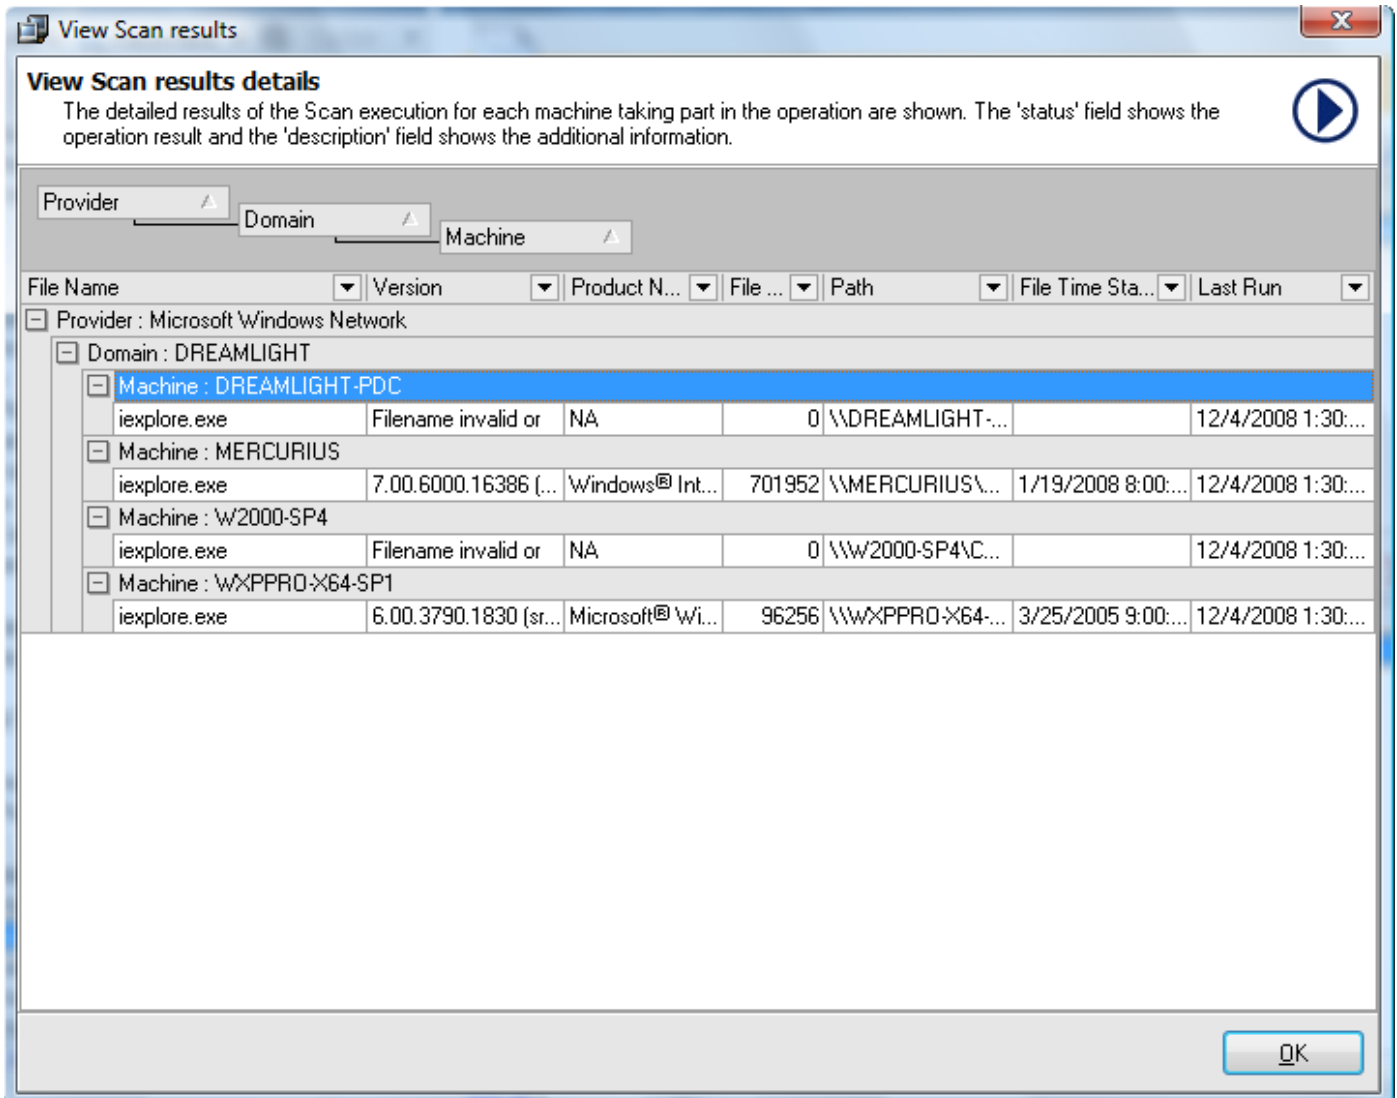 View Scan results
View Scan results details
The detailed results of the Scan execution for each machine taking part in the operation are shown. The 'status' field shows the
operation result and the 'description' field shows the additional information.
Provider
Domain
Machine
File Name Version Product N... File ... Path File Time Sta... Last Run
Provider : Microsoft Windows Network
Domain : DREAMLIGHT
Machine : DREAMLIGHT-PDC
iexplore.exe Filename invalid or NA 0 \\DREAMLIGHT-... 12/4/2008 1:30:...
Machine : MERCURIUS
iexplore.exe 7.00.6000.16386 (... Windows® Int... 701952 \\MERCURIUS\... 1/19/2008 8:00:... 12/4/2008 1:30:...
Machine : W2000-SP4
iexplore.exe Filename invalid or NA 0 \\W2000-SP4\C... 12/4/2008 1:30:...
Machine : WXPPRO-X64-SP1
iexplore.exe 6.00.3790.1830 (sr... Microsoft® Wi... 96256 \\WXPPRO-X64-... 3/25/2005 9:00:... 12/4/2008 1:30:...
OK